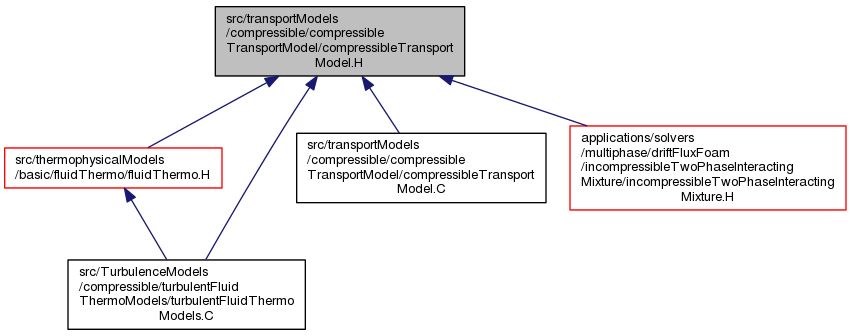 src/transportModels
/compressible/compressible
TransportModel/compressibleTransport
Model.H
src/thermophysicalModels
/basic/fluidThermo/fluidThermo.H
src/transportModels
/compressible/compressible
TransportModel/compressibleTransport
Model.C
applications/solvers
/multiphase/driftFluxFoam
/incompressibleTwoPhaseInteracting
Mixture/incompressibleTwoPhaseInteracting
Mixture.H
src/TurbulenceModels
/compressible/turbulentFluid
ThermoModels/turbulentFluidThermo
Models.C